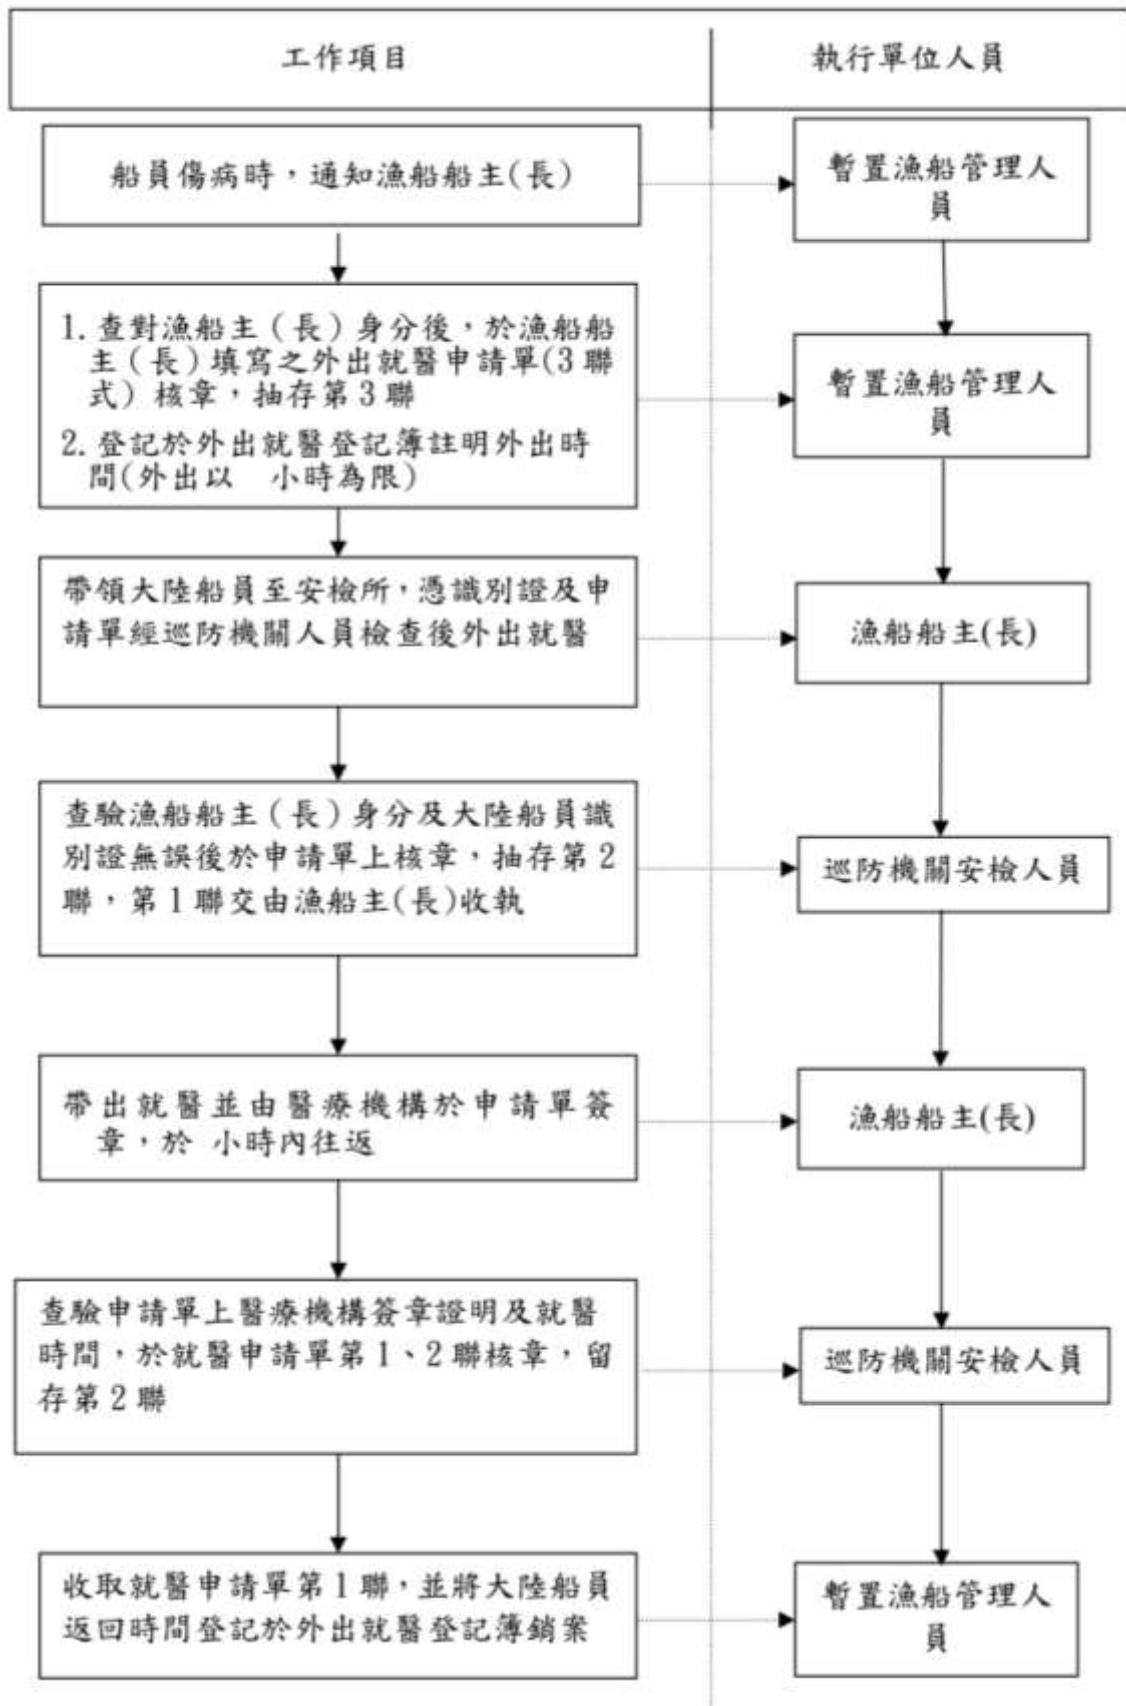 工作項目
執行單位人員
船員傷病時，通知漁船船主(長)
暫置漁船管理人
員
1. 查對漁船主（長）身分後，於漁船船
主（長）填寫之外出就醫申請單(3 聯
式）核章，抽存第 3 聯
2. 登記於外出就醫登記簿註明外出時
間(外出以　小時為限)
暫置漁船管理人
員
帶領大陸船員至安檢所，憑識別證及申
請單經巡防機關人員檢查後外出就醫
漁船船主(長)
查驗漁船船主（長）身分及大陸船員識
別證無誤後於申請單上核章，抽存第 2
聯，第 1 聯交由漁船主(長)收執
巡防機關安檢人員
帶出就醫並由醫療機構於申請單簽
章，於 小時內往返
漁船船主(長)
查驗申請單上醫療機構簽章證明及就醫
時間，於就醫申請單第 1、2 聯核章，留
存第 2 聯
巡防機關安檢人員
收取就醫申請單第 1 聯，並將大陸船員
返回時間登記於外出就醫登記簿銷案
暫置漁船管理人
員